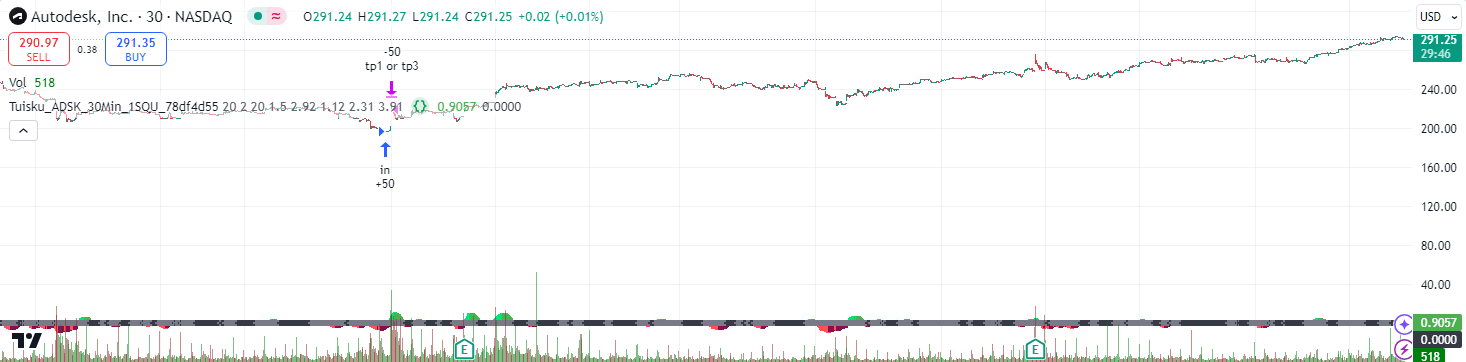 Autodesk, Inc. · 30 · NASDAQ O291.24 H291.27 L291.24 C291.25 +0.02 (+0.01%)
USD
290.97
SELL
0.38
291.35
BUY
Vol 518
Tuisku_ADSK_30Min_1SQU_78df4d55 20 2 20 1.5 2.92 1.12 2.31 3.91 {} 0.9057 0.0000
-50
tp1 or tp3
in
+50
291.25
29:46
240.00
200.00
160.00
120.00
80.00
40.00
0.9057
0.0000
518
E
E